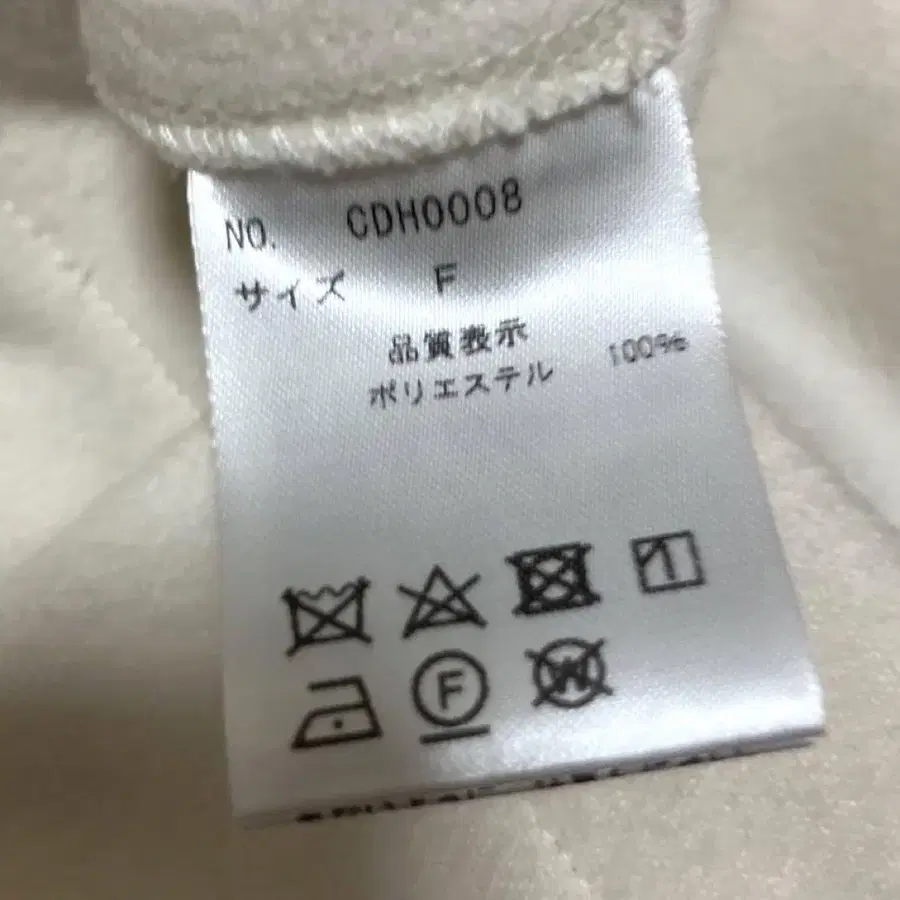 NO. CDH0008
サイズ F
品質表示
ポリエステル 100%
F
W